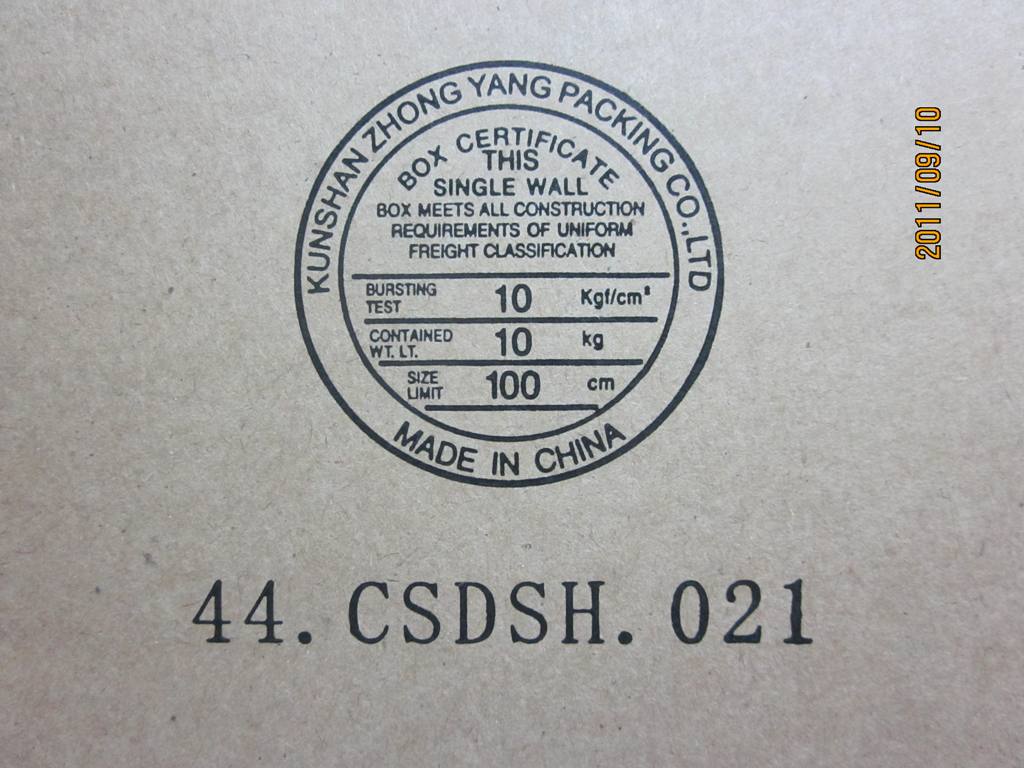 KUNSHAN ZHONG YANG PACKING CO.,LTD
BOX CERTIFICATE
THIS
SINGLE WALL
BOX MEETS ALL CONSTRUCTION
REQUIREMENTS OF UNIFORM
FREIGHT CLASSIFICATION
BURSTING TEST 10 Kgf/cm²
CONTAINED WT. LT. 10 kg
SIZE LIMIT 100 cm
MADE IN CHINA
44.CSDSH.021
2011/09/10